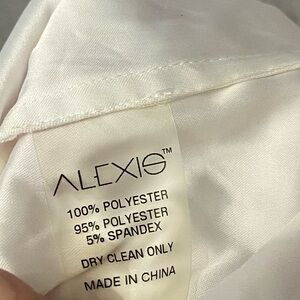 ALEXIS™
100% POLYESTER
95% POLYESTER
5% SPANDEX
DRY CLEAN ONLY
MADE IN CHINA